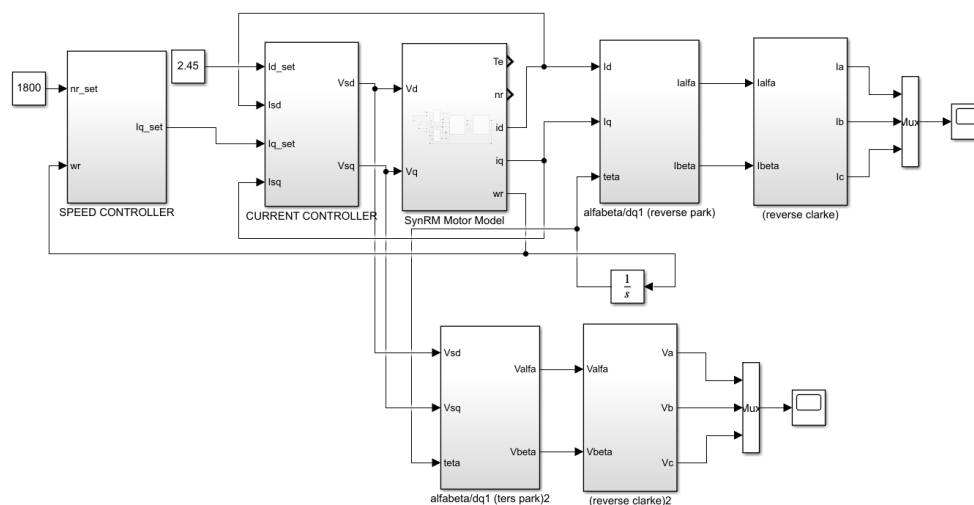 1800
nr_set
wr
Iq_set
SPEED CONTROLLER
2.45
Id_set
Isd
Iq_set
Isq
Vsd
Vsq
CURRENT CONTROLLER
Vd
Vq
Te
nr
id
iq
wr
SynRM Motor Model
Id
Iq
teta
Ialfa
Ibeta
alfabeta/dq1 (reverse park)
Ialfa
Ibeta
Ia
Ib
Ic
(reverse clarke)
Mux
1
s
Vsd
Vsq
teta
Valfa
Vbeta
alfabeta/dq1 (ters park)2
Valfa
Vbeta
Va
Vb
Vc
(reverse clarke)2
Mux